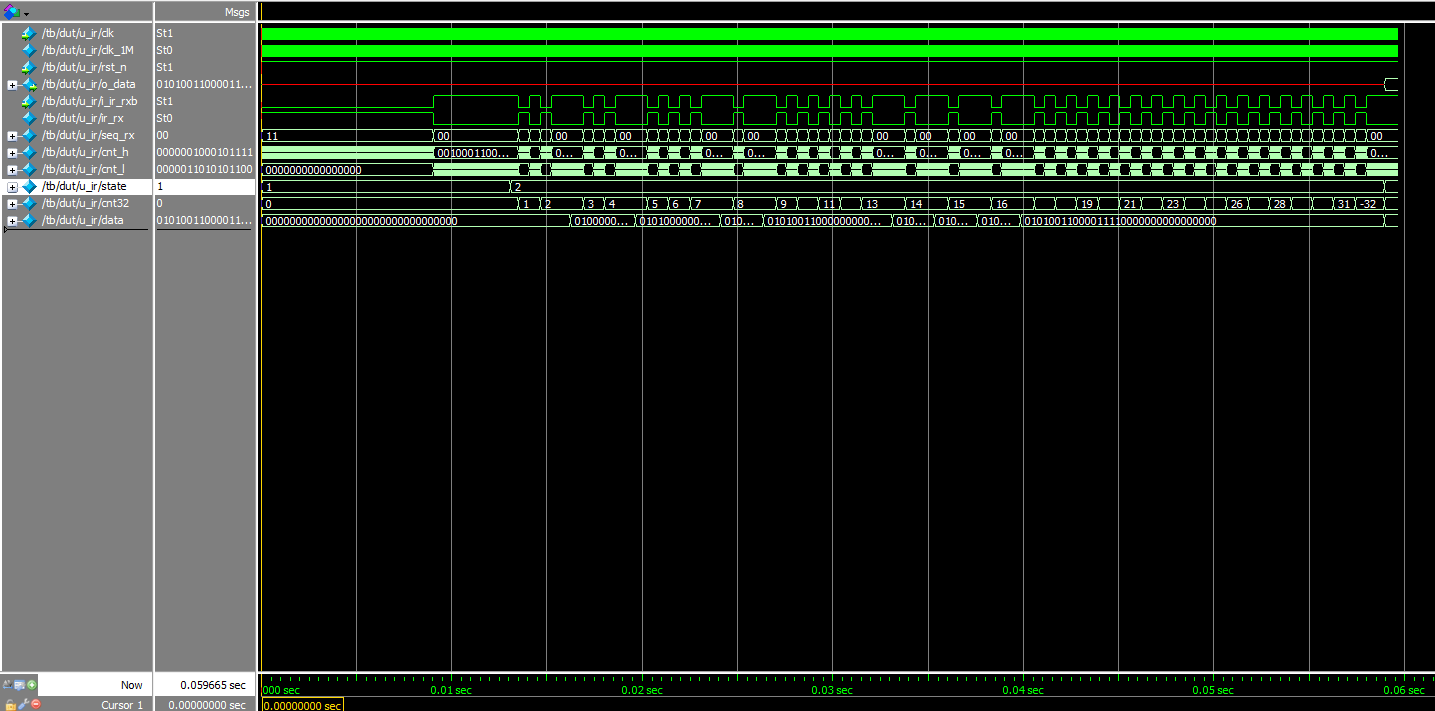 Msgs
/tb/dut/u_ir/clk St1
/tb/dut/u_ir/clk_1M St0
/tb/dut/u_ir/rst_n St1
/tb/dut/u_ir/o_data 01010011000011...
/tb/dut/u_ir/i_ir_rxb St1
/tb/dut/u_ir/ir_rx St0
/tb/dut/u_ir/seq_rx 00 11 00 00 00 00 00 00 00 00 00 00
/tb/dut/u_ir/cnt_h 0000001000101111 0010001100... 0... 0... 0... 0... 0... 0... 0... 0... 0...
/tb/dut/u_ir/cnt_l 0000011010101100 0000000000000000
/tb/dut/u_ir/state 1 1 2
/tb/dut/u_ir/cnt32 0 0 1 2 3 4 5 6 7 8 9 11 13 14 15 16 19 21 23 26 28 31 -32
/tb/dut/u_ir/data 01010011000011... 00000000000000000000000000000000 0100000... 0101000000... 010... 01010011000000000... 010... 010... 010... 01010011000011110000000000000000
Now 0.059665 sec 000 sec 0.01 sec 0.02 sec 0.03 sec 0.04 sec 0.05 sec 0.06 sec
Cursor 1 0.00000000 sec 0.00000000 sec